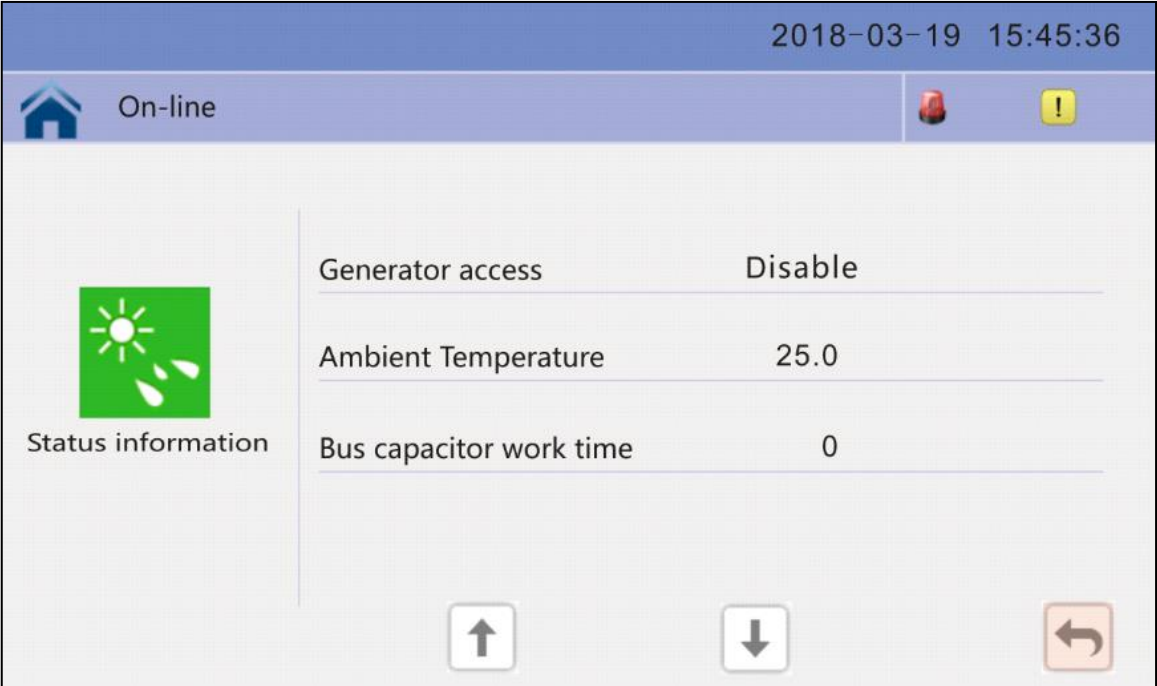 2018-03-19 15:45:36
On-line
!
Generator access Disable
Ambient Temperature 25.0
Status information
Bus capacitor work time 0